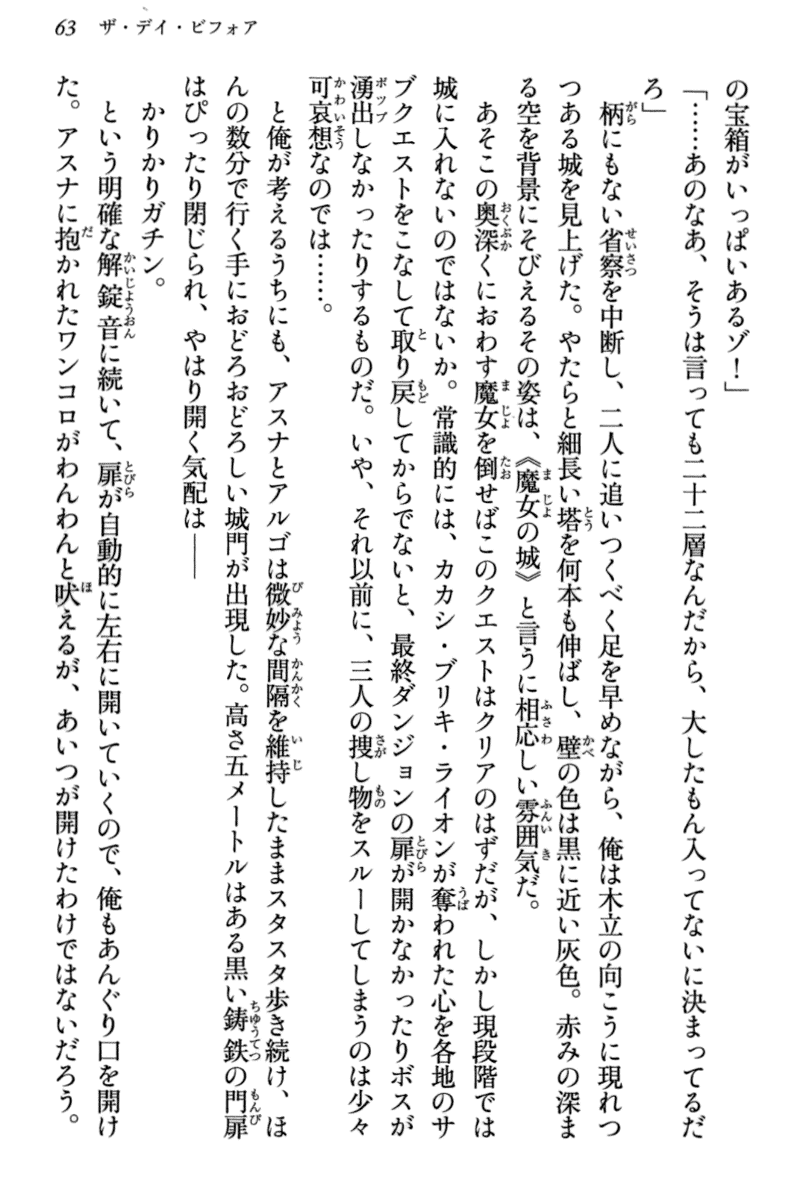 63　ザ・デイ・ビフォア
の宝箱がいっぱいあるゾ！」
「……あのなあ、そうは言っても二十二層なんだから、大したもん入ってないに決まってるだ
ろ」
　柄にもない省察を中断し、二人に追いつくべく足を早めながら、俺は木立の向こうに現れつ
つある城を見上げた。やたらと細長い塔を何本も伸ばし、壁の色は黒に近い灰色。赤みの深ま
る空を背景にそびえるその姿は、《魔女の城》と言うに相応しい雰囲気だ。
　あそこの奥深くにおわす魔女を倒せばこのクエストはクリアのはずだが、しかし現段階では
城に入れないのではないか。常識的には、カカシ・ブリキ・ライオンが奪われた心を各地のサ
ブクエストをこなして取り戻してからでないと、最終ダンジョンの扉が開かなかったりボスが
湧出しなかったりするものだ。いや、それ以前に、三人の捜し物をスルーしてしまうのは少々
可哀想なのでは……。
　と俺が考えるうちにも、アスナとアルゴは微妙な間隔を維持したままスタスタ歩き続け、ほ
んの数分で行く手におどろおどろしい城門が出現した。高さ五メートルはある黒い鋳鉄の門扉
はぴったり閉じられ、やはり開く気配は――
　かりかりガチン。
　という明確な解錠音に続いて、扉が自動的に左右に開いていくので、俺もあんぐり口を開け
た。アスナに抱かれたワンコロがわんわんと吠えるが、あいつが開けたわけではないだろう。